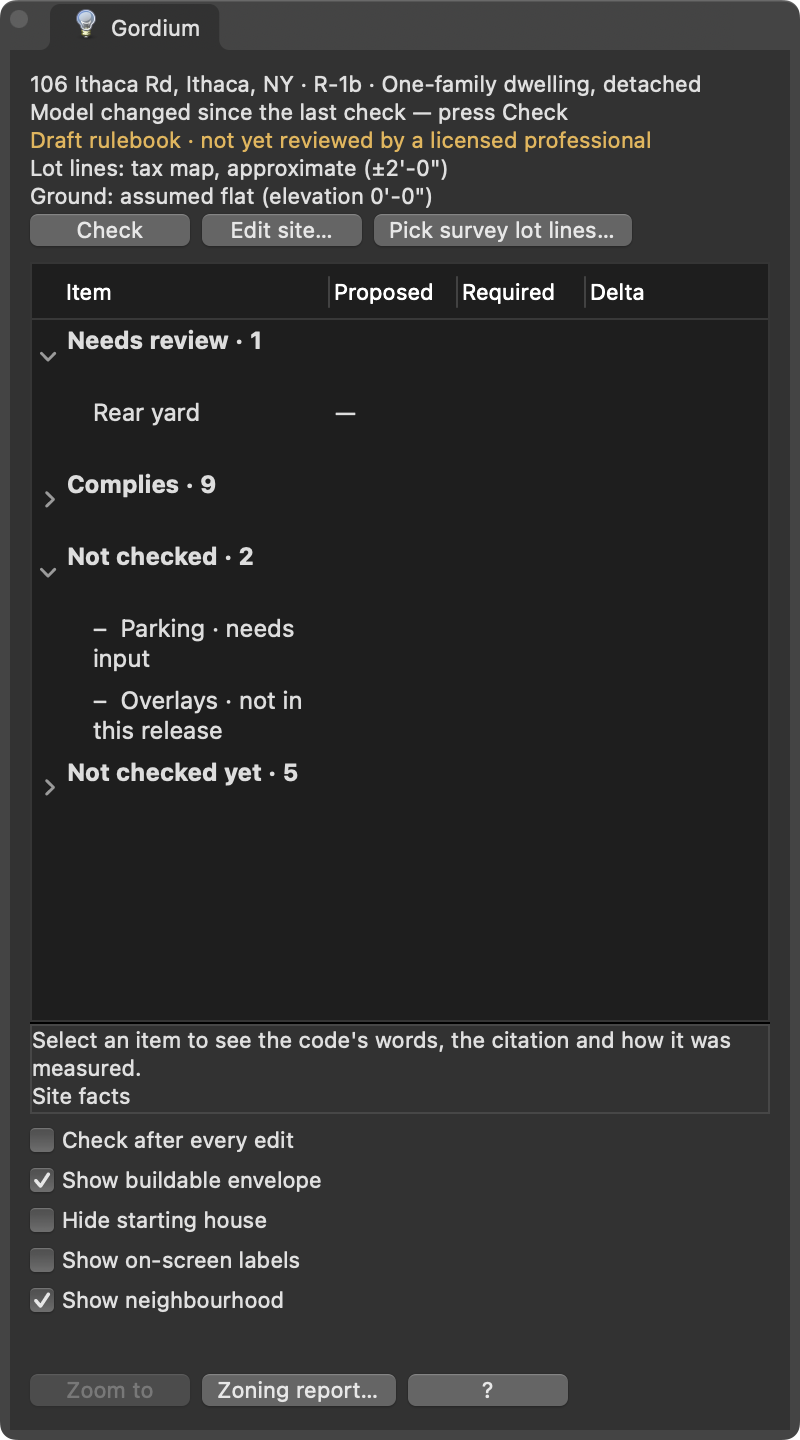 Gordium
106 Ithaca Rd, Ithaca, NY · R-1b · One-family dwelling, detached
Model changed since the last check — press Check
Draft rulebook · not yet reviewed by a licensed professional
Lot lines: tax map, approximate (±2'-0")
Ground: assumed flat (elevation 0'-0")
Check Edit site... Pick survey lot lines...
Item Proposed Required Delta
Needs review · 1
Rear yard —
Complies · 9
Not checked · 2
– Parking · needs
input
– Overlays · not in
this release
Not checked yet · 5
Select an item to see the code's words, the citation and how it was
measured.
Site facts
Check after every edit
Show buildable envelope
Hide starting house
Show on-screen labels
Show neighbourhood
Zoom to Zoning report... ?